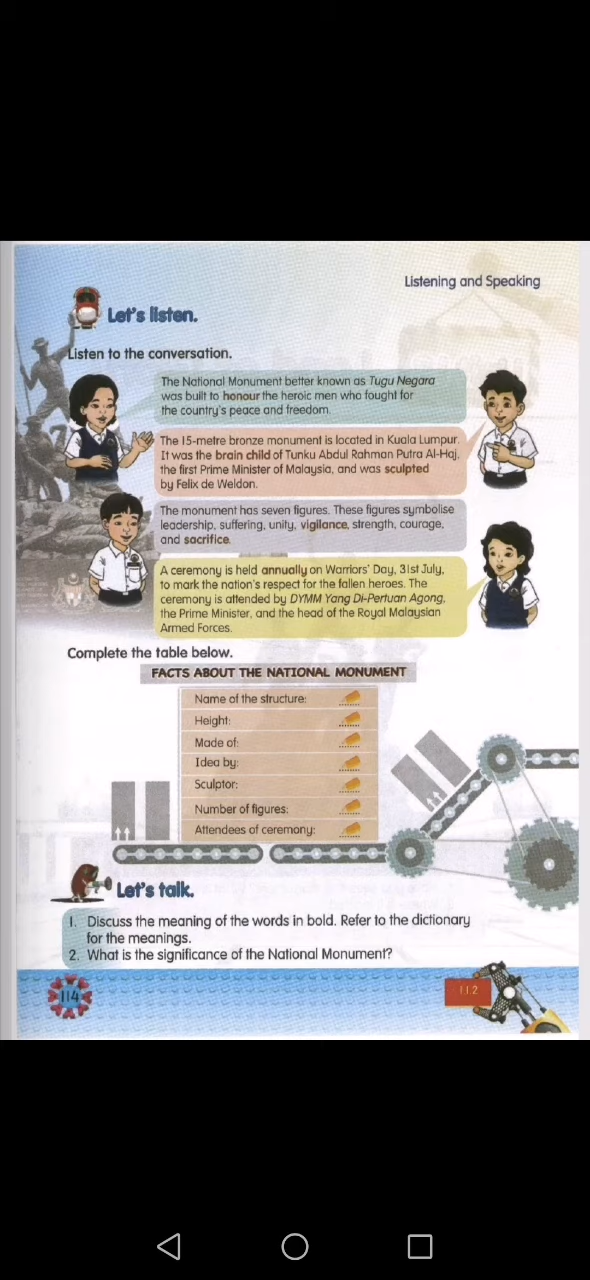 Listening and Speaking
Let's listen.
Listen to the conversation.
The National Monument better known as Tugu Negara
was built to honour the heroic men who fought for
the country's peace and freedom.
The 15-metre bronze monument is located in Kuala Lumpur.
It was the brain child of Tunku Abdul Rahman Putra Al-Haj,
the first Prime Minister of Malaysia, and was sculpted
by Felix de Weldon.
The monument has seven figures. These figures symbolise
leadership, suffering, unity, vigilance, strength, courage,
and sacrifice.
A ceremony is held annually on Warriors' Day, 31st July,
to mark the nation's respect for the fallen heroes. The
ceremony is attended by DYMM Yang Di-Pertuan Agong,
the Prime Minister, and the head of the Royal Malaysian
Armed Forces.
Complete the table below.
FACTS ABOUT THE NATIONAL MONUMENT
Name of the structure:
Height:
Made of:
Idea by:
Sculptor:
Number of figures:
Attendees of ceremony:
Let's talk.
1. Discuss the meaning of the words in bold. Refer to the dictionary
for the meanings.
2. What is the significance of the National Monument?
114
112